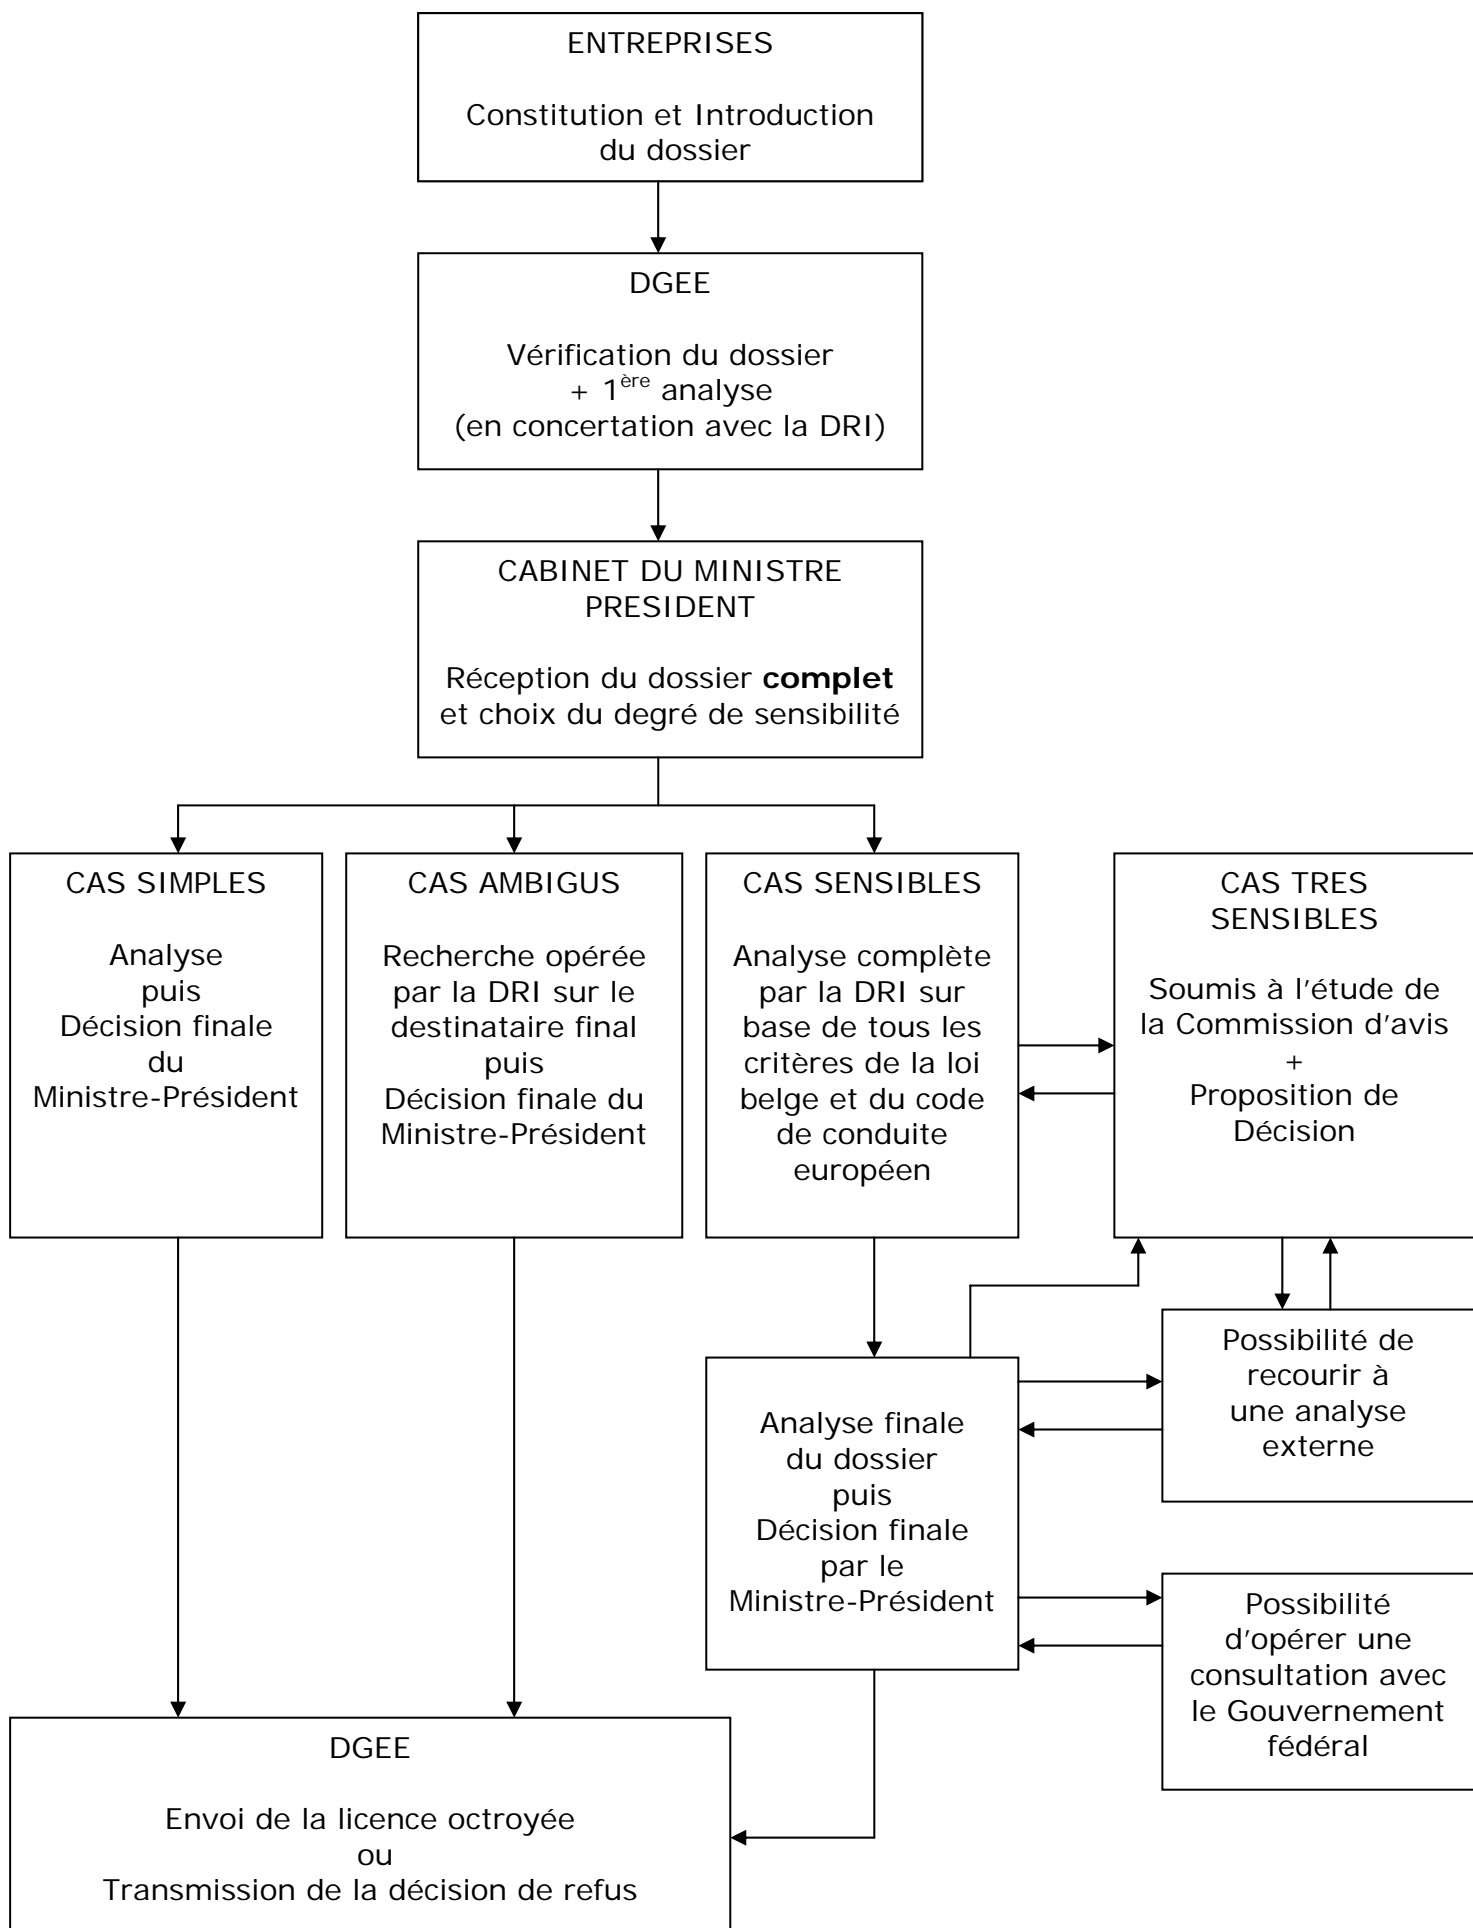 ENTREPRISES
Constitution et Introduction
du dossier
DGEE
Vérification du dossier
+ 1ère analyse
(en concertation avec la DRI)
CABINET DU MINISTRE
PRESIDENT
Réception du dossier complet
et choix du degré de sensibilité
CAS SIMPLES
Analyse
puis
Décision finale
du
Ministre-Président
CAS AMBIGUS
Recherche opérée
par la DRI sur le
destinataire final
puis
Décision finale du
Ministre-Président
CAS SENSIBLES
Analyse complète
par la DRI sur
base de tous les
critères de la loi
belge et du code
de conduite
européen
CAS TRES
SENSIBLES
Soumis à l’étude de
la Commission d’avis
+
Proposition de
Décision
Possibilité de
recourir à
une analyse
externe
Analyse finale
du dossier
puis
Décision finale
par le
Ministre-Président
Possibilité
d’opérer une
consultation avec
le Gouvernement
fédéral
DGEE
Envoi de la licence octroyée
ou
Transmission de la décision de refus